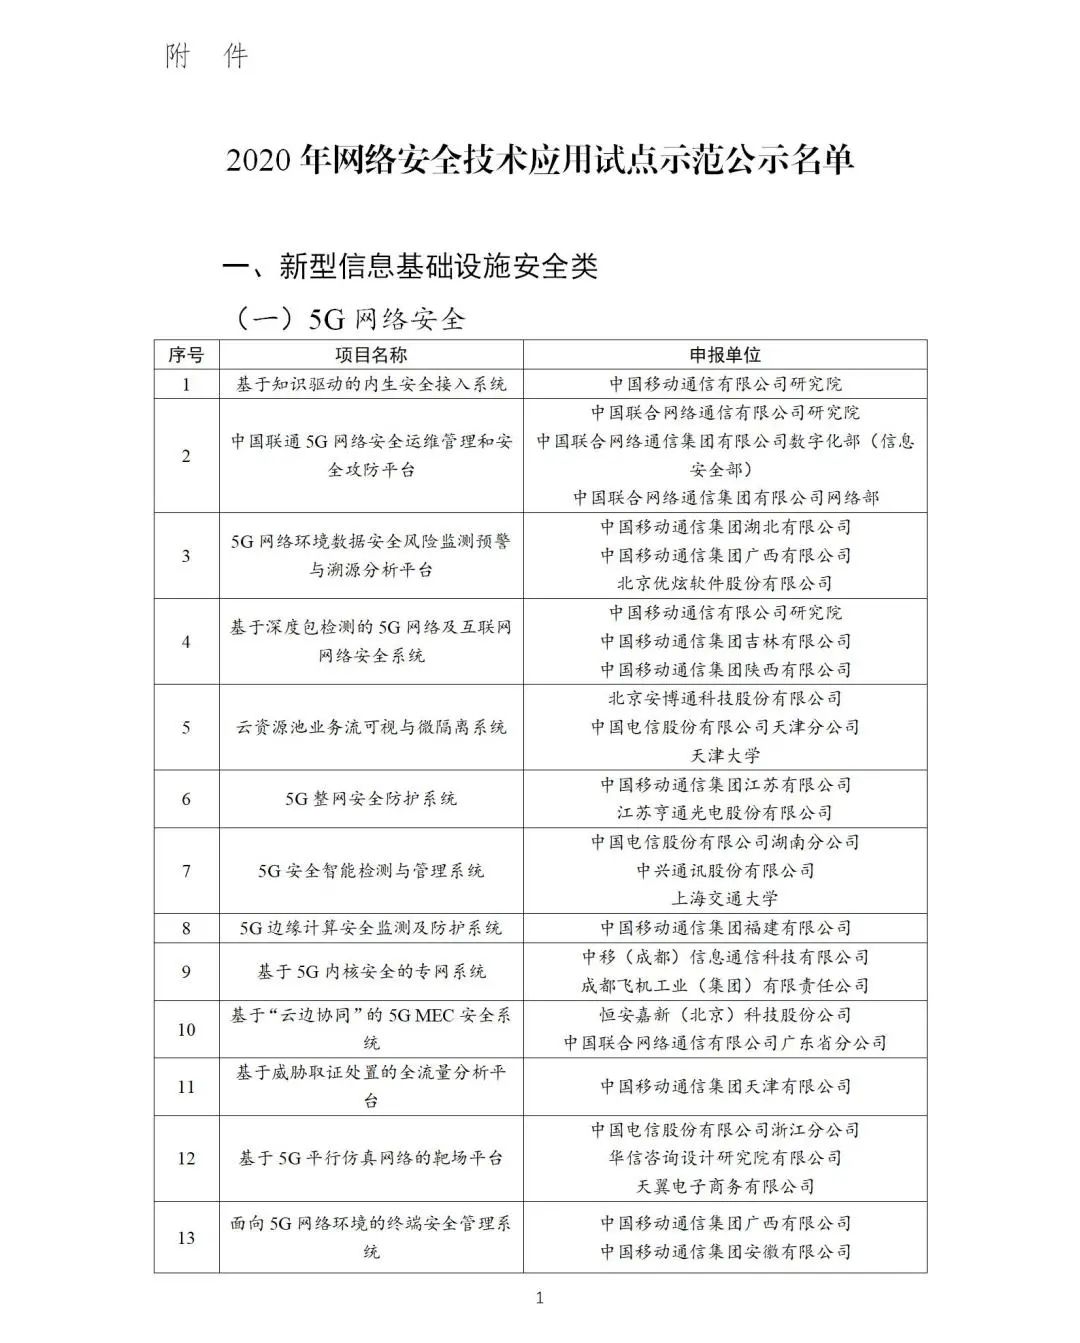 附 件
2020 年网络安全技术应用试点示范公示名单
一、新型信息基础设施安全类
（一）5G 网络安全
序号 项目名称 申报单位
1 基于知识驱动的内生安全接入系统 中国移动通信有限公司研究院
2 中国联通 5G 网络安全运维管理和安
全攻防平台
中国联合网络通信有限公司研究院
中国联合网络通信集团有限公司数字化部（信息
安全部）
中国联合网络通信集团有限公司网络部
3 5G 网络环境数据安全风险监测预警
与溯源分析平台
中国移动通信集团湖北有限公司
中国移动通信集团广西有限公司
北京优炫软件股份有限公司
4 基于深度包检测的 5G 网络及互联网
网络安全系统
中国移动通信有限公司研究院
中国移动通信集团吉林有限公司
中国移动通信集团陕西有限公司
5 云资源池业务流可视与微隔离系统
北京安博通科技股份有限公司
中国电信股份有限公司天津分公司
天津大学
6 5G 整网安全防护系统
中国移动通信集团江苏有限公司
江苏亨通光电股份有限公司
7 5G 安全智能检测与管理系统
中国电信股份有限公司湖南分公司
中兴通讯股份有限公司
上海交通大学
8 5G 边缘计算安全监测及防护系统 中国移动通信集团福建有限公司
9 基于 5G 内核安全的专网系统
中移（成都）信息通信科技有限公司
成都飞机工业（集团）有限责任公司
10 基于“云边协同”的 5G MEC 安全系
统
恒安嘉新（北京）科技股份公司
中国联合网络通信有限公司广东省分公司
11 基于威胁取证处置的全流量分析平
台
中国移动通信集团天津有限公司
12 基于 5G 平行仿真网络的靶场平台
中国电信股份有限公司浙江分公司
华信咨询设计研究院有限公司
天翼电子商务有限公司
13 面向 5G 网络环境的终端安全管理系
统
中国移动通信集团广西有限公司
中国移动通信集团安徽有限公司
1